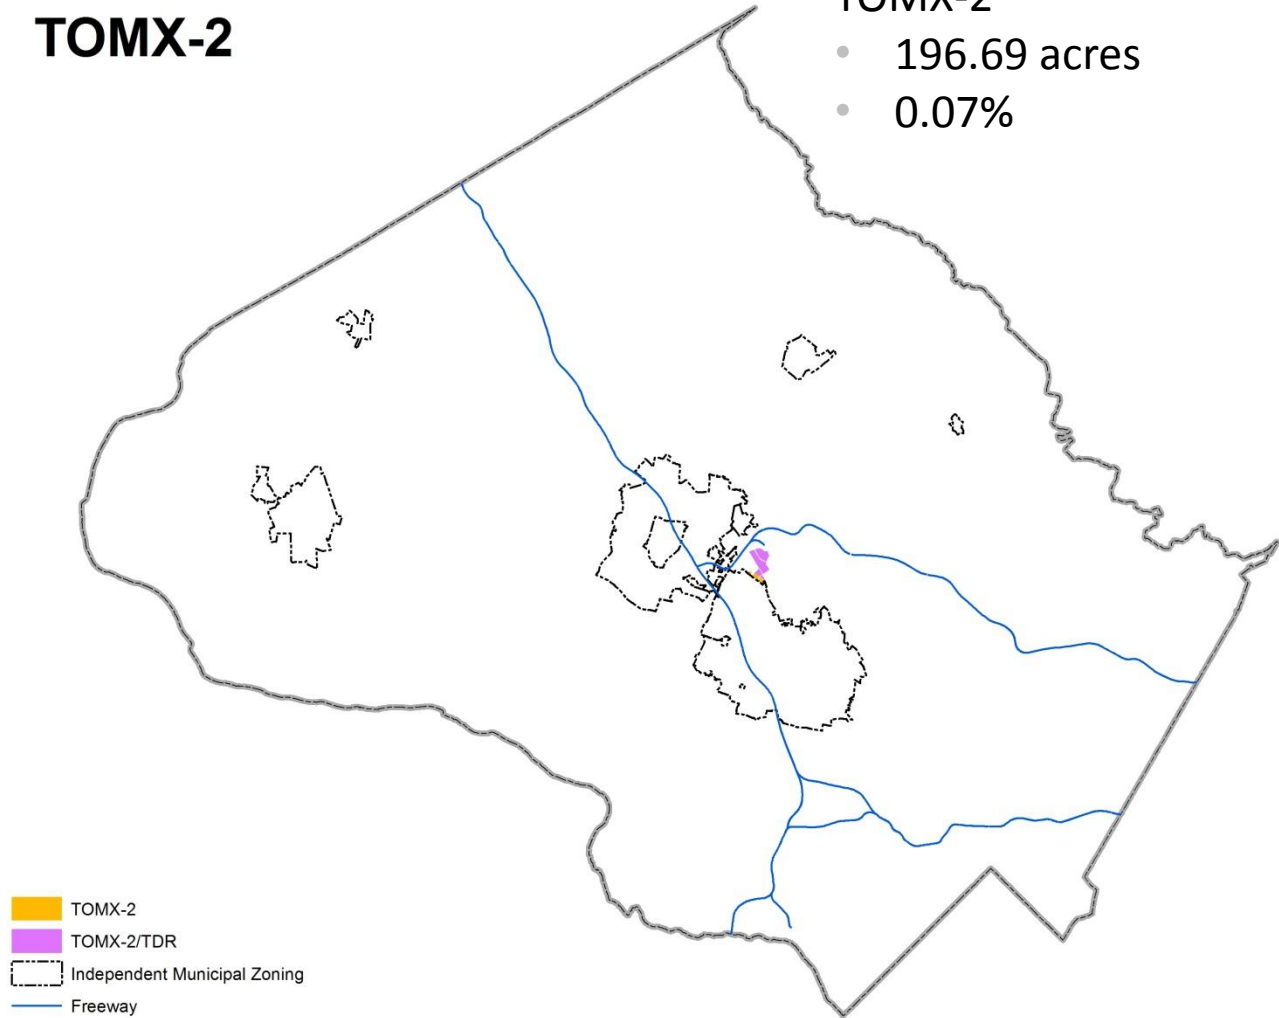 TOMX-2
TOMX-2
196.69 acres
0.07%
TOMX-2
TOMX-2/TDR
Independent Municipal Zoning
Freeway